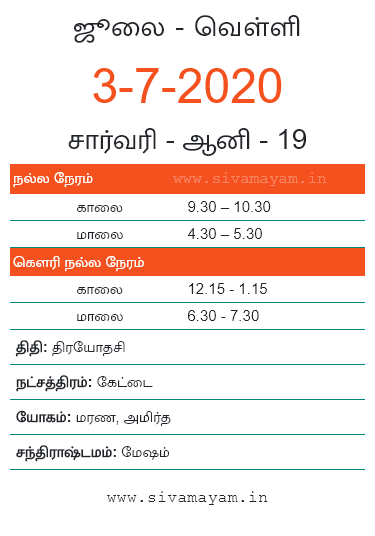 ஜூலை - வெள்ளி
3-7-2020
சார்வரி - ஆனி - 19
நல்ல நேரம் www.sivamayam.in
காலை 9.30 – 10.30
மாலை 4.30 – 5.30
கௌரி நல்ல நேரம்
காலை 12.15 - 1.15
மாலை 6.30 - 7.30
திதி: திரயோதசி
நட்சத்திரம்: கேட்டை
யோகம்: மரண, அமிர்த
சந்திராஷ்டமம்: மேஷம்
www.sivamayam.in